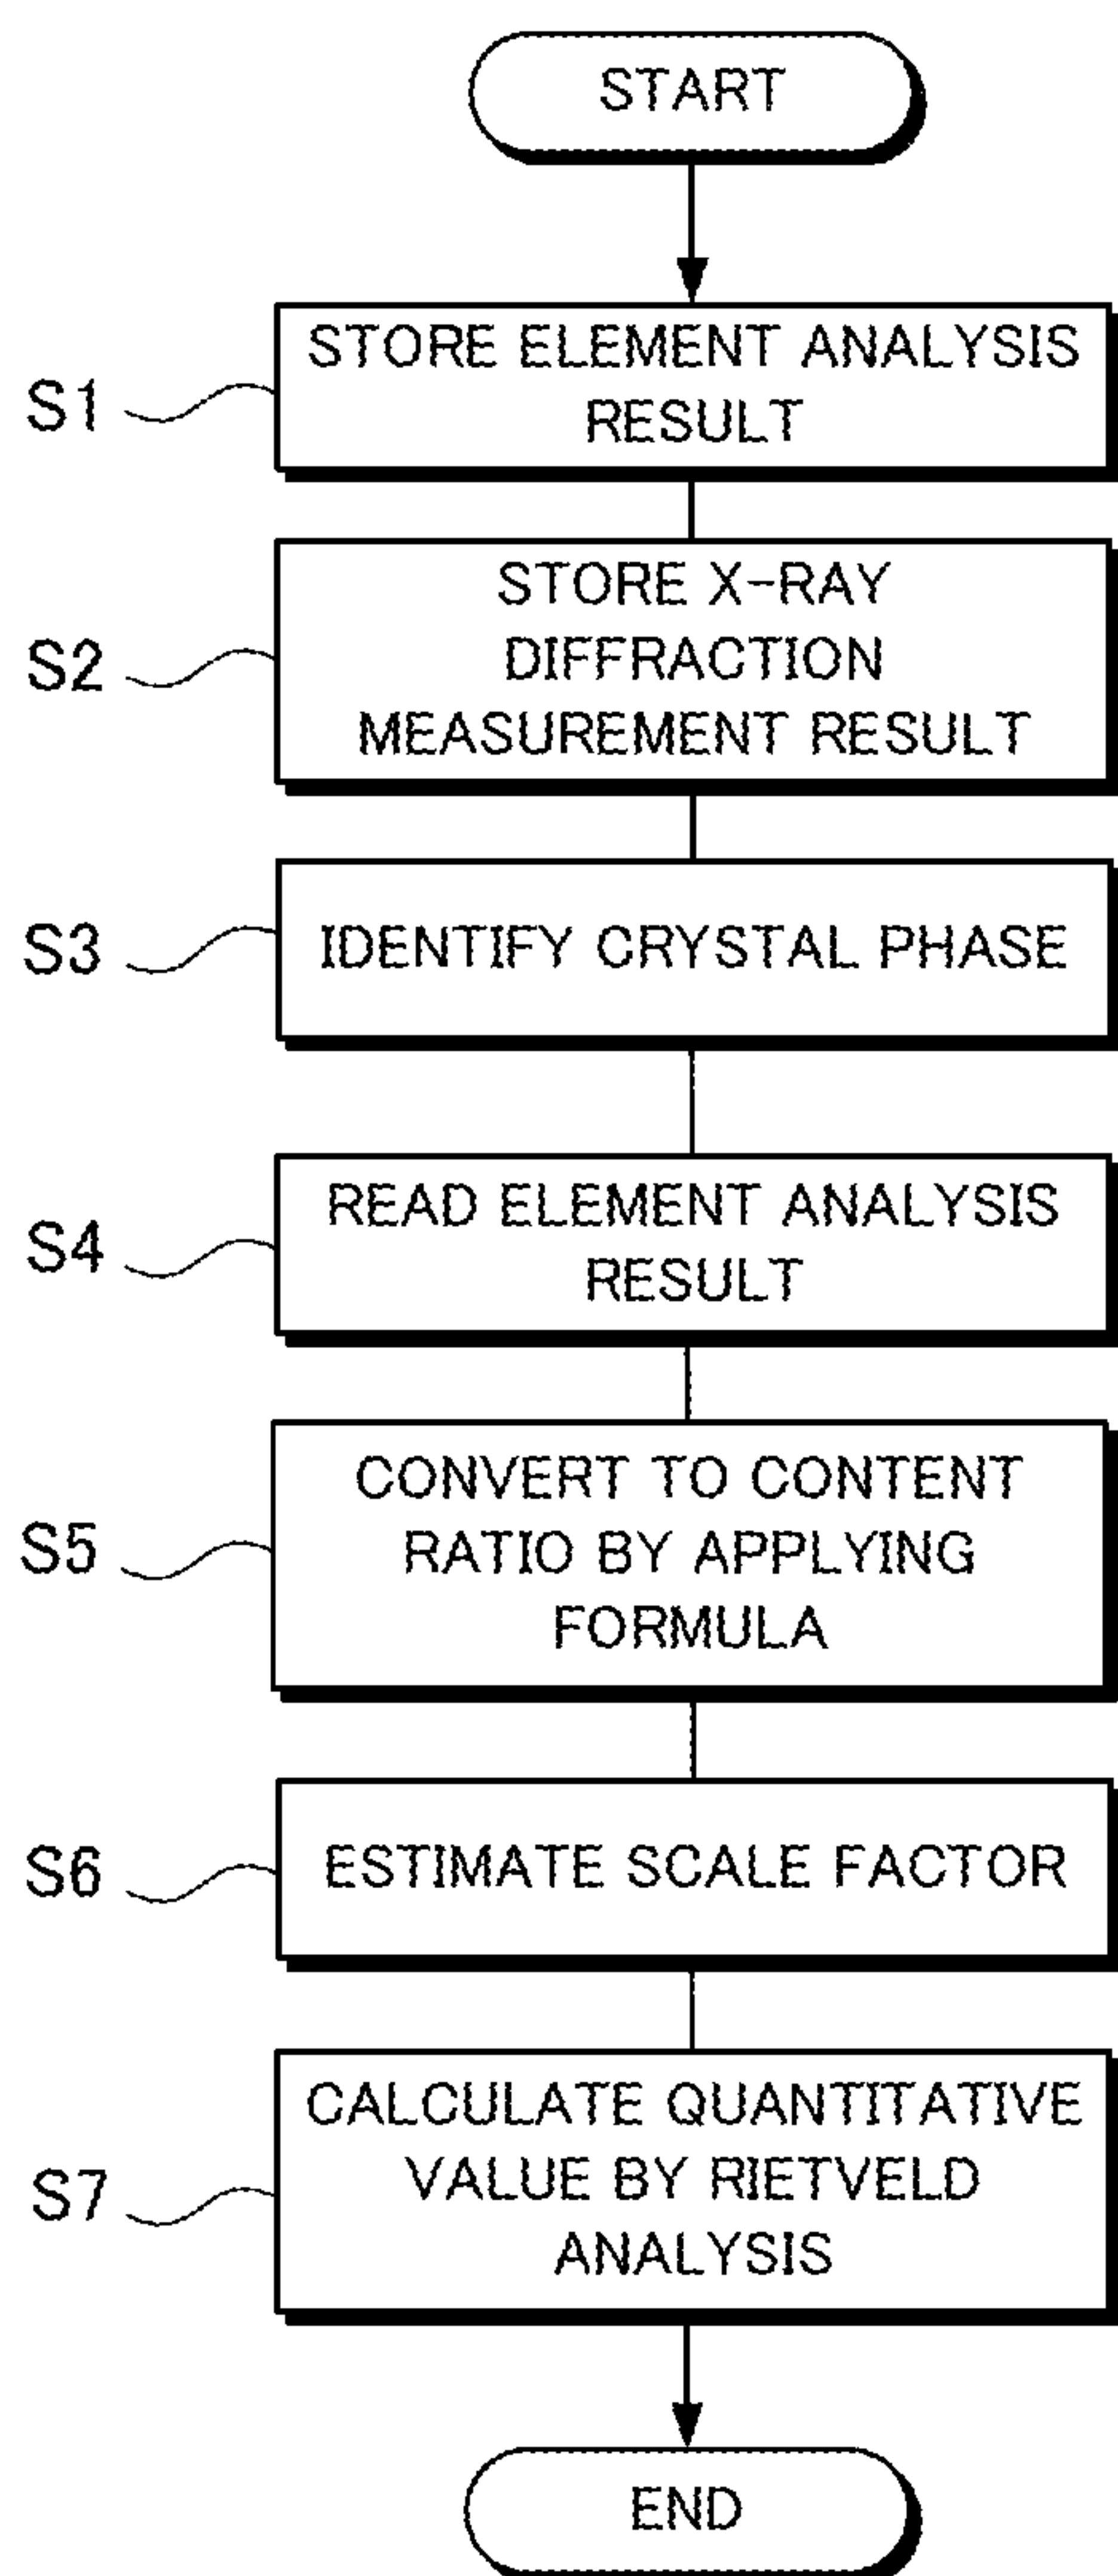 START
S1
STORE ELEMENT ANALYSIS
RESULT
S2
STORE X-RAY
DIFFRACTION
MEASUREMENT RESULT
S3
IDENTIFY CRYSTAL PHASE
S4
READ ELEMENT ANALYSIS
RESULT
S5
CONVERT TO CONTENT
RATIO BY APPLYING
FORMULA
S6
ESTIMATE SCALE FACTOR
S7
CALCULATE QUANTITATIVE
VALUE BY RIETVELD
ANALYSIS
END